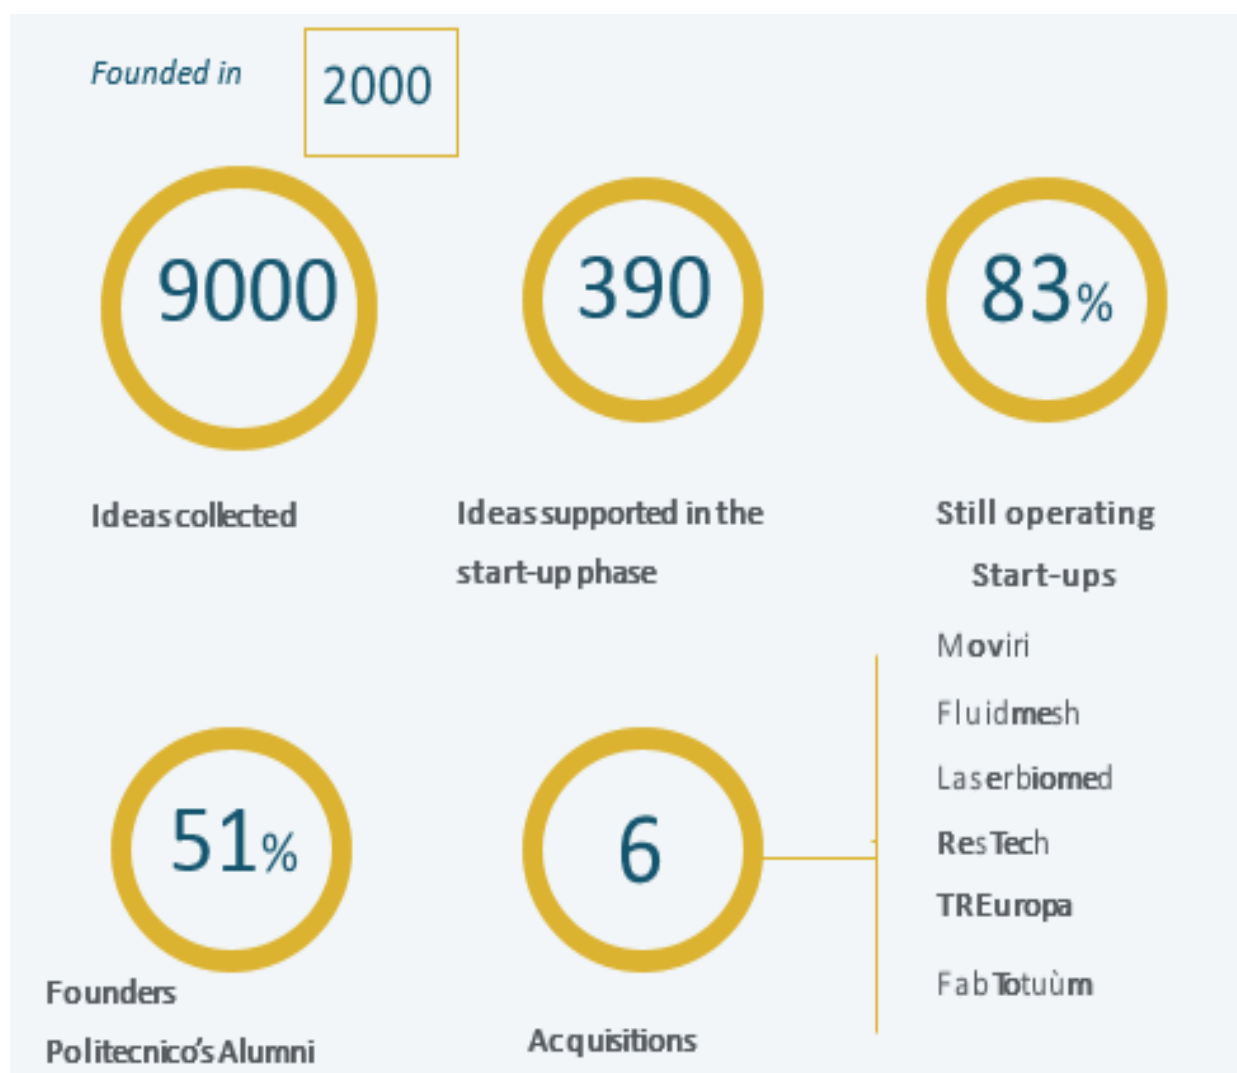 Founded in
2000
9000
390
83%
Ideas collected
Ideas supported in the
start-up phase
Still operating
Start-ups
51%
Founders
Politecnico's Alumni
6
Acquisitions
Moviri
Fluidmesh
Laserbiomed
ResTech
TREuropa
FabTotuùm